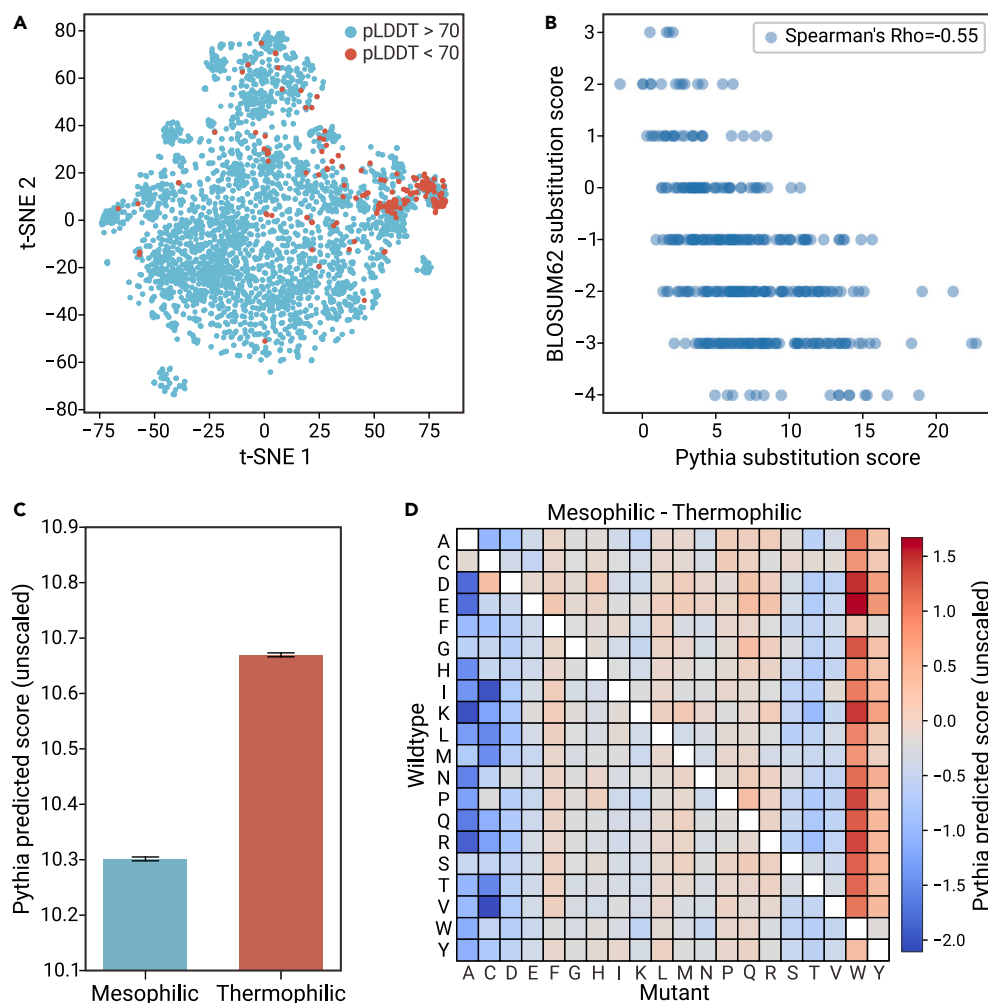 A
pLDDT > 70
pLDDT < 70
80
60
40
20
0
−20
−40
−60
−80
−75
−50
−25
0
25
50
75
t-SNE 1
t-SNE 2
B
Spearman's Rho=-0.55
3
2
1
0
−1
−2
−3
−4
0
5
10
15
20
Pythia substitution score
BLOSUM62 substitution score
C
10.9
10.8
10.7
10.6
10.5
10.4
10.3
10.2
10.1
Mesophilic
Thermophilic
Pythia predicted score (unscaled)
D
Mesophilic - Thermophilic
A
C
D
E
F
G
H
I
K
L
M
N
P
Q
R
S
T
V
W
Y
Wildtype
A C D E F G H I K L M N P Q R S T V W Y
Mutant
1.5
1.0
0.5
0.0
−0.5
−1.0
−1.5
−2.0
Pythia predicted score (unscaled)